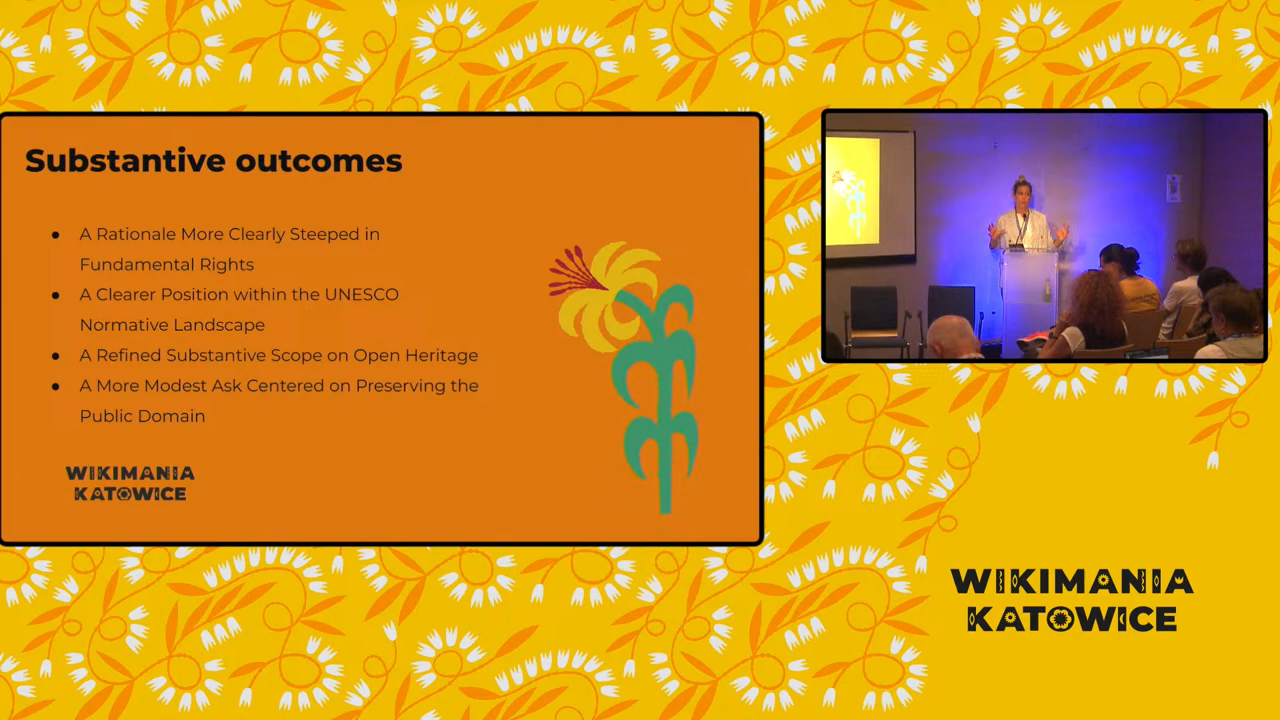 Substantive outcomes
● A Rationale More Clearly Steeped in
Fundamental Rights
● A Clearer Position within the UNESCO
Normative Landscape
● A Refined Substantive Scope on Open Heritage
● A More Modest Ask Centered on Preserving the
Public Domain
WIKIMANIA
KATOWICE
WIKIMANIA
KATOWICE